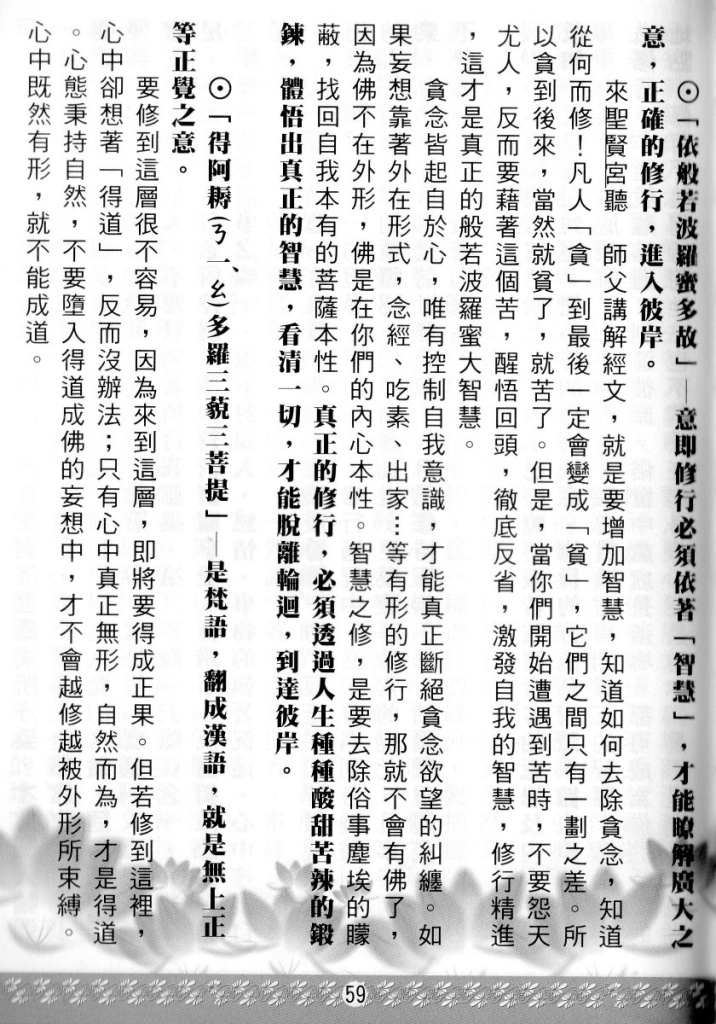 ⊙「依般若波羅蜜多故」─意即修行必須依著「智慧」，才能瞭解廣大之
意，正確的修行，進入彼岸。
來聖賢宮聽　師父講解經文，就是要增加智慧，知道如何去除貪念，知道
從何而修！凡人「貪」到最後一定會變成「貧」，它們之間只有一劃之差。所
以貪到後來，當然就貧了，就苦了。但是，當你們開始遭遇到苦時，不要怨天
尤人，反而要藉著這個苦，醒悟回頭，徹底反省，激發自我的智慧，修行精進
，這才是真正的般若波羅蜜大智慧。
貪念皆起自於心，唯有控制自我意識，才能真正斷絕貪念欲望的糾纏。如
果妄想靠著外在形式，念經、吃素、出家…等有形的修行，那就不會有佛了，
因為佛不在外形，佛是在你們的內心本性。智慧之修，是要去除俗事塵埃的矇
蔽，找回自我本有的菩薩本性。真正的修行，必須透過人生種種酸甜苦辣的鍛
鍊，體悟出真正的智慧，看清一切，才能脫離輪迴，到達彼岸。
⊙「得阿耨（ㄋㄡˋ）多羅三藐三菩提」─是梵語，翻成漢語，就是無上正
等正覺之意。
要修到這層很不容易，因為來到這層，即將要得成正果。但若修到這裡，
心中卻想著「得道」，反而沒辦法；只有心中真正無形，自然而為，才是得道
。心態秉持自然，不要墮入得道成佛的妄想中，才不會越修越被外形所束縛。
心中既然有形，就不能成道。
59